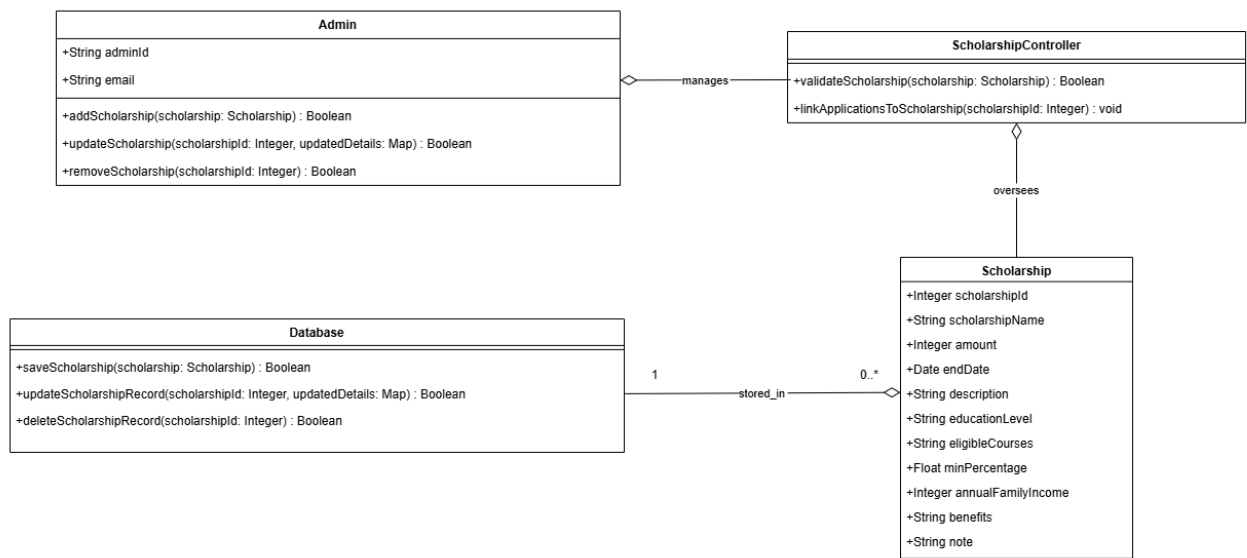 Admin
+String adminId
+String email
+addScholarship(scholarship: Scholarship) : Boolean
+updateScholarship(scholarshipId: Integer, updatedDetails: Map) : Boolean
+removeScholarship(scholarshipId: Integer) : Boolean
manages
ScholarshipController
+validateScholarship(scholarship: Scholarship) : Boolean
+linkApplicationsToScholarship(scholarshipId: Integer) : void
oversees
Database
+saveScholarship(scholarship: Scholarship) : Boolean
+updateScholarshipRecord(scholarshipId: Integer, updatedDetails: Map) : Boolean
+deleteScholarshipRecord(scholarshipId: Integer) : Boolean
1
stored_in
0..*
Scholarship
+Integer scholarshipId
+String scholarshipName
+Integer amount
+Date endDate
+String description
+String educationLevel
+String eligibleCourses
+Float minPercentage
+Integer annualFamilyIncome
+String benefits
+String note